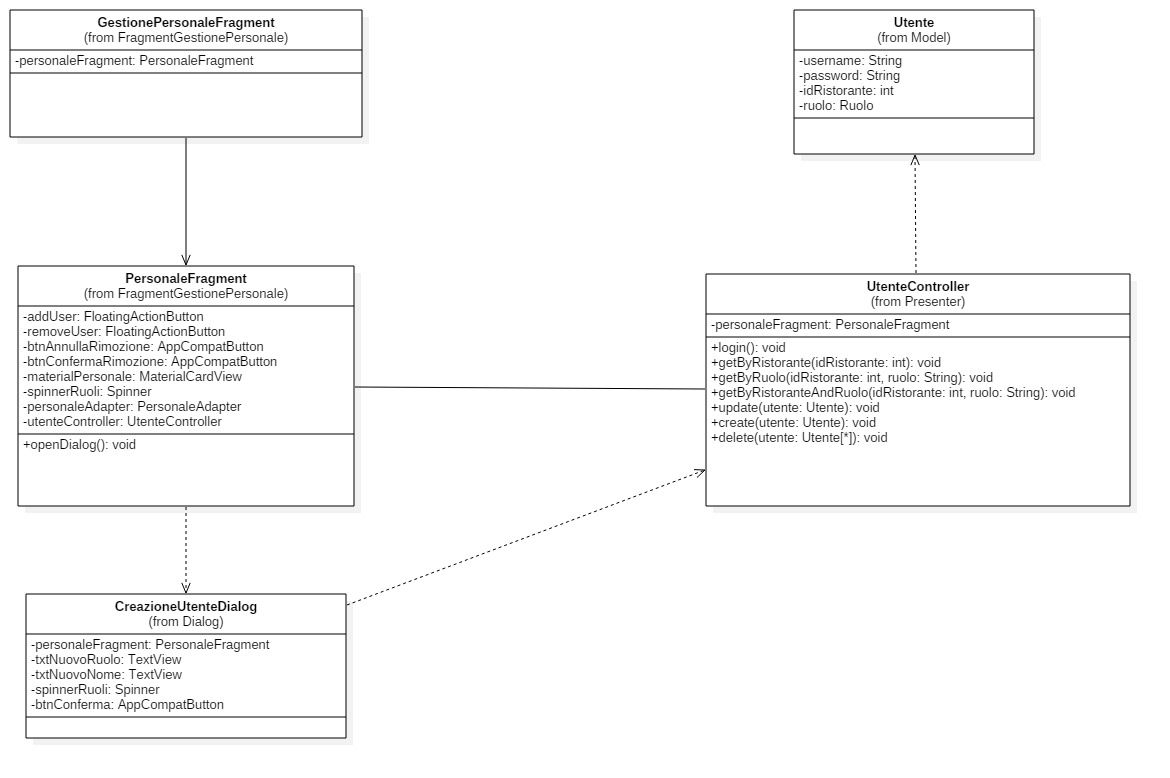 GestionePersonaleFragment
(from FragmentGestionePersonale)
-personaleFragment: PersonaleFragment
Utente
(from Model)
-username: String
-password: String
-idRistorante: int
-ruolo: Ruolo
PersonaleFragment
(from FragmentGestionePersonale)
-addUser: FloatingActionButton
-removeUser: FloatingActionButton
-btnAnnullaRimozione: AppCompatButton
-btnConfermaRimozione: AppCompatButton
-materialPersonale: MaterialCardView
-spinnerRuoli: Spinner
-personaleAdapter: PersonaleAdapter
-utenteController: UtenteController
+openDialog(): void
UtenteController
(from Presenter)
-personaleFragment: PersonaleFragment
+login(): void
+getByRistorante(idRistorante: int): void
+getByRuolo(idRistorante: int, ruolo: String): void
+getByRistoranteAndRuolo(idRistorante: int, ruolo: String): void
+update(utente: Utente): void
+create(utente: Utente): void
+delete(utente: Utente[*]): void
CreazioneUtenteDialog
(from Dialog)
-personaleFragment: PersonaleFragment
-txtNuovoRuolo: TextView
-txtNuovoNome: TextView
-spinnerRuoli: Spinner
-btnConferma: AppCompatButton